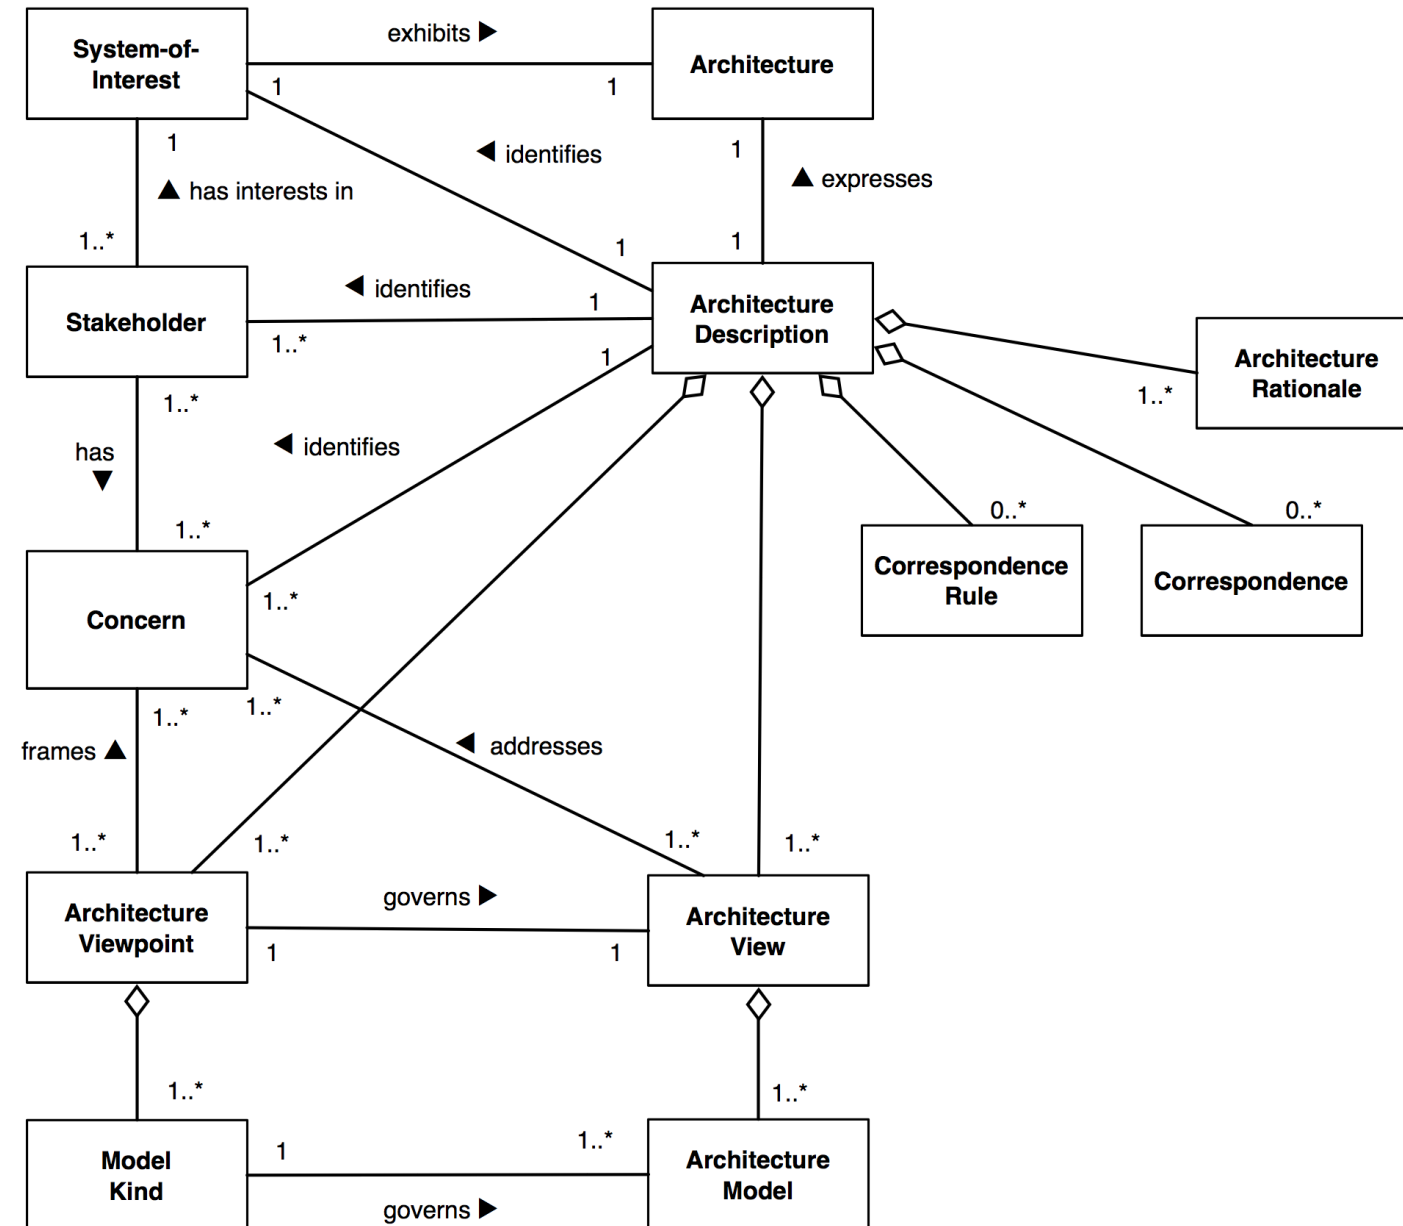 exhibits ▶
System-of-
Interest
Architecture
1
1
1
◀ identifies
1
▲ has interests in
▲ expresses
1..*
1
1
◀ identifies
1
Stakeholder
1..*
Architecture
Description
1
Architecture
Rationale
1..*
1..*
has
▼
◀ identifies
1..*
0..*
0..*
Concern
1..*
Correspondence
Rule
Correspondence
1..*
1..*
frames ▲
◀ addresses
1..*
1..*
1..*
1..*
governs ▶
Architecture
Viewpoint
Architecture
View
1
1
1..*
1..*
Model
Kind
1
1..*
Architecture
Model
governs ▶